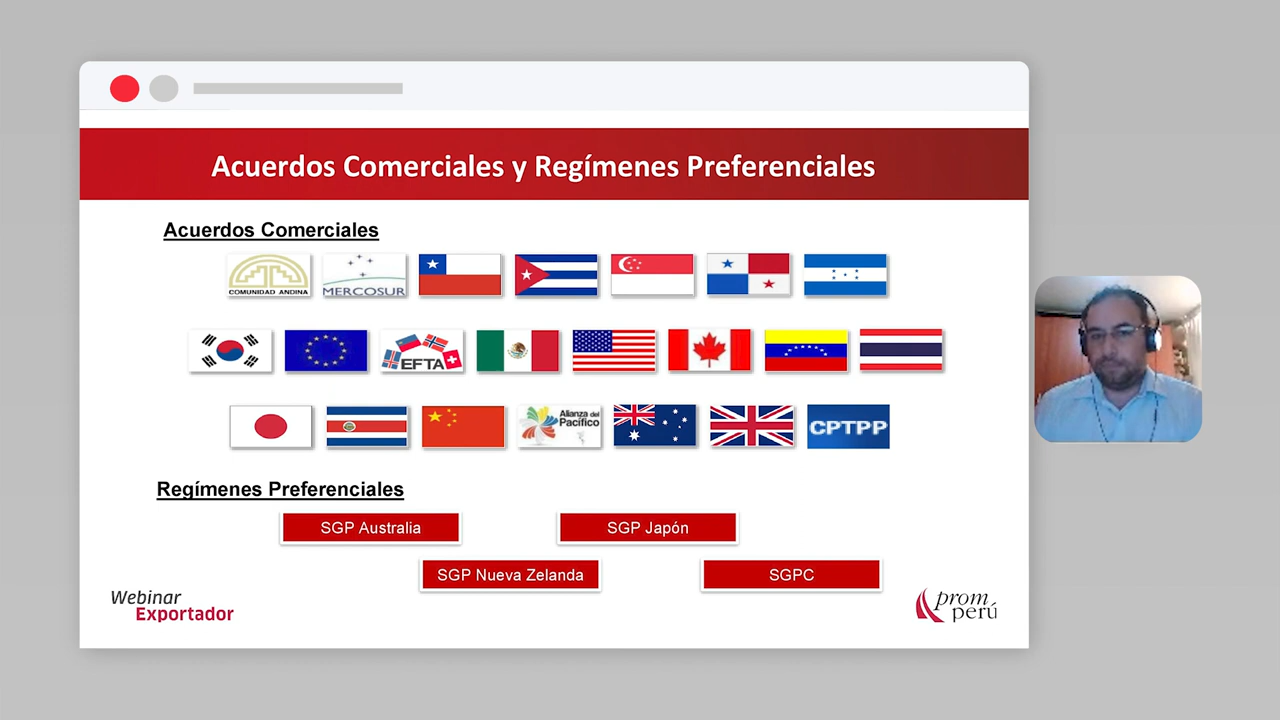 Acuerdos Comerciales y Regímenes Preferenciales
Acuerdos Comerciales
COMUNIDAD ANDINA
MERCOSUR
EFTA
Alianza del
Pacífico
CPTPP
Regímenes Preferenciales
SGP Australia
SGP Japón
SGP Nueva Zelanda
SGPC
Webinar
Exportador
prom
perú